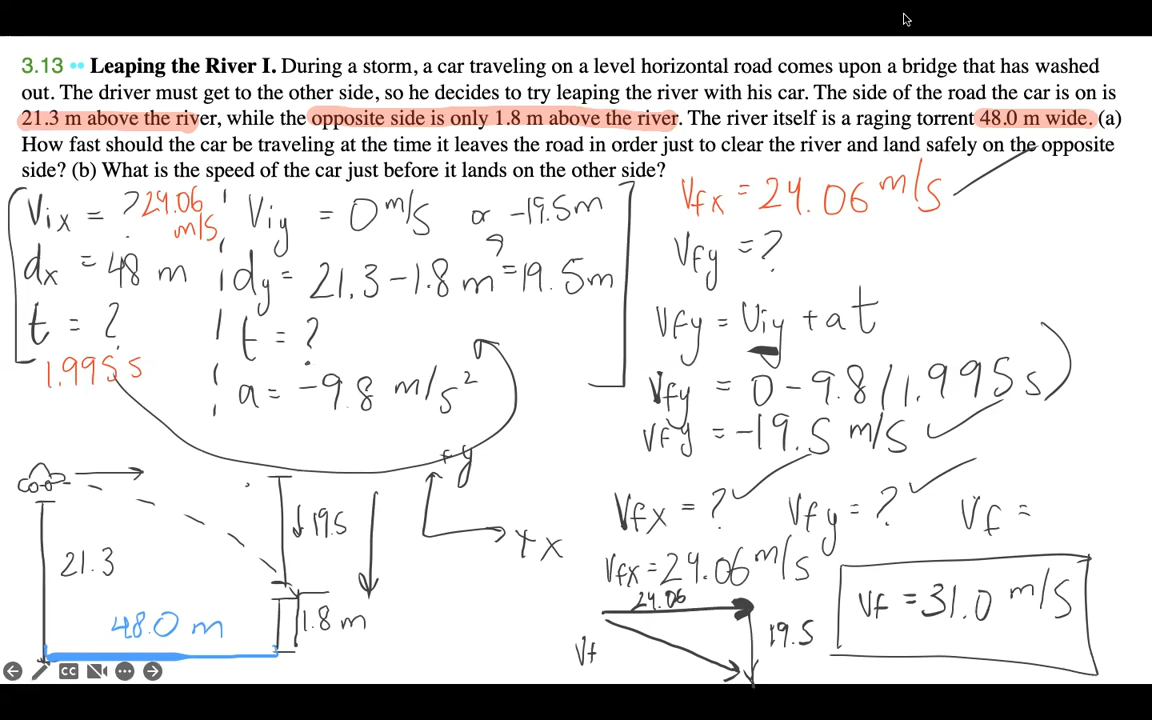 3.13 •• Leaping the River I. During a storm, a car traveling on a level horizontal road comes upon a bridge that has washed
out. The driver must get to the other side, so he decides to try leaping the river with his car. The side of the road the car is on is
21.3 m above the river, while the opposite side is only 1.8 m above the river. The river itself is a raging torrent 48.0 m wide. (a)
How fast should the car be traveling at the time it leaves the road in order just to clear the river and land safely on the opposite
side? (b) What is the speed of the car just before it lands on the other side?
Vix = ? 24.06 m/s
dx = 48 m
t = ?
1.995 s
Viy = 0 m/s or -19.5m
dy = 21.3 - 1.8 m = 19.5m
t = ?
a = -9.8 m/s²
Vfx = 24.06 m/s
Vfy = ?
Vfy = Viy + at
Vfy = 0 - 9.8(1.995 s)
Vfy = -19.5 m/s
Vfx = ? Vfy = ? Vf =
Vfx = 24.06 m/s
24.06
19.5
Vf
Vf = 31.0 m/s
+y
+x
↓19.5
21.3
1.8 m
48.0 m
CC